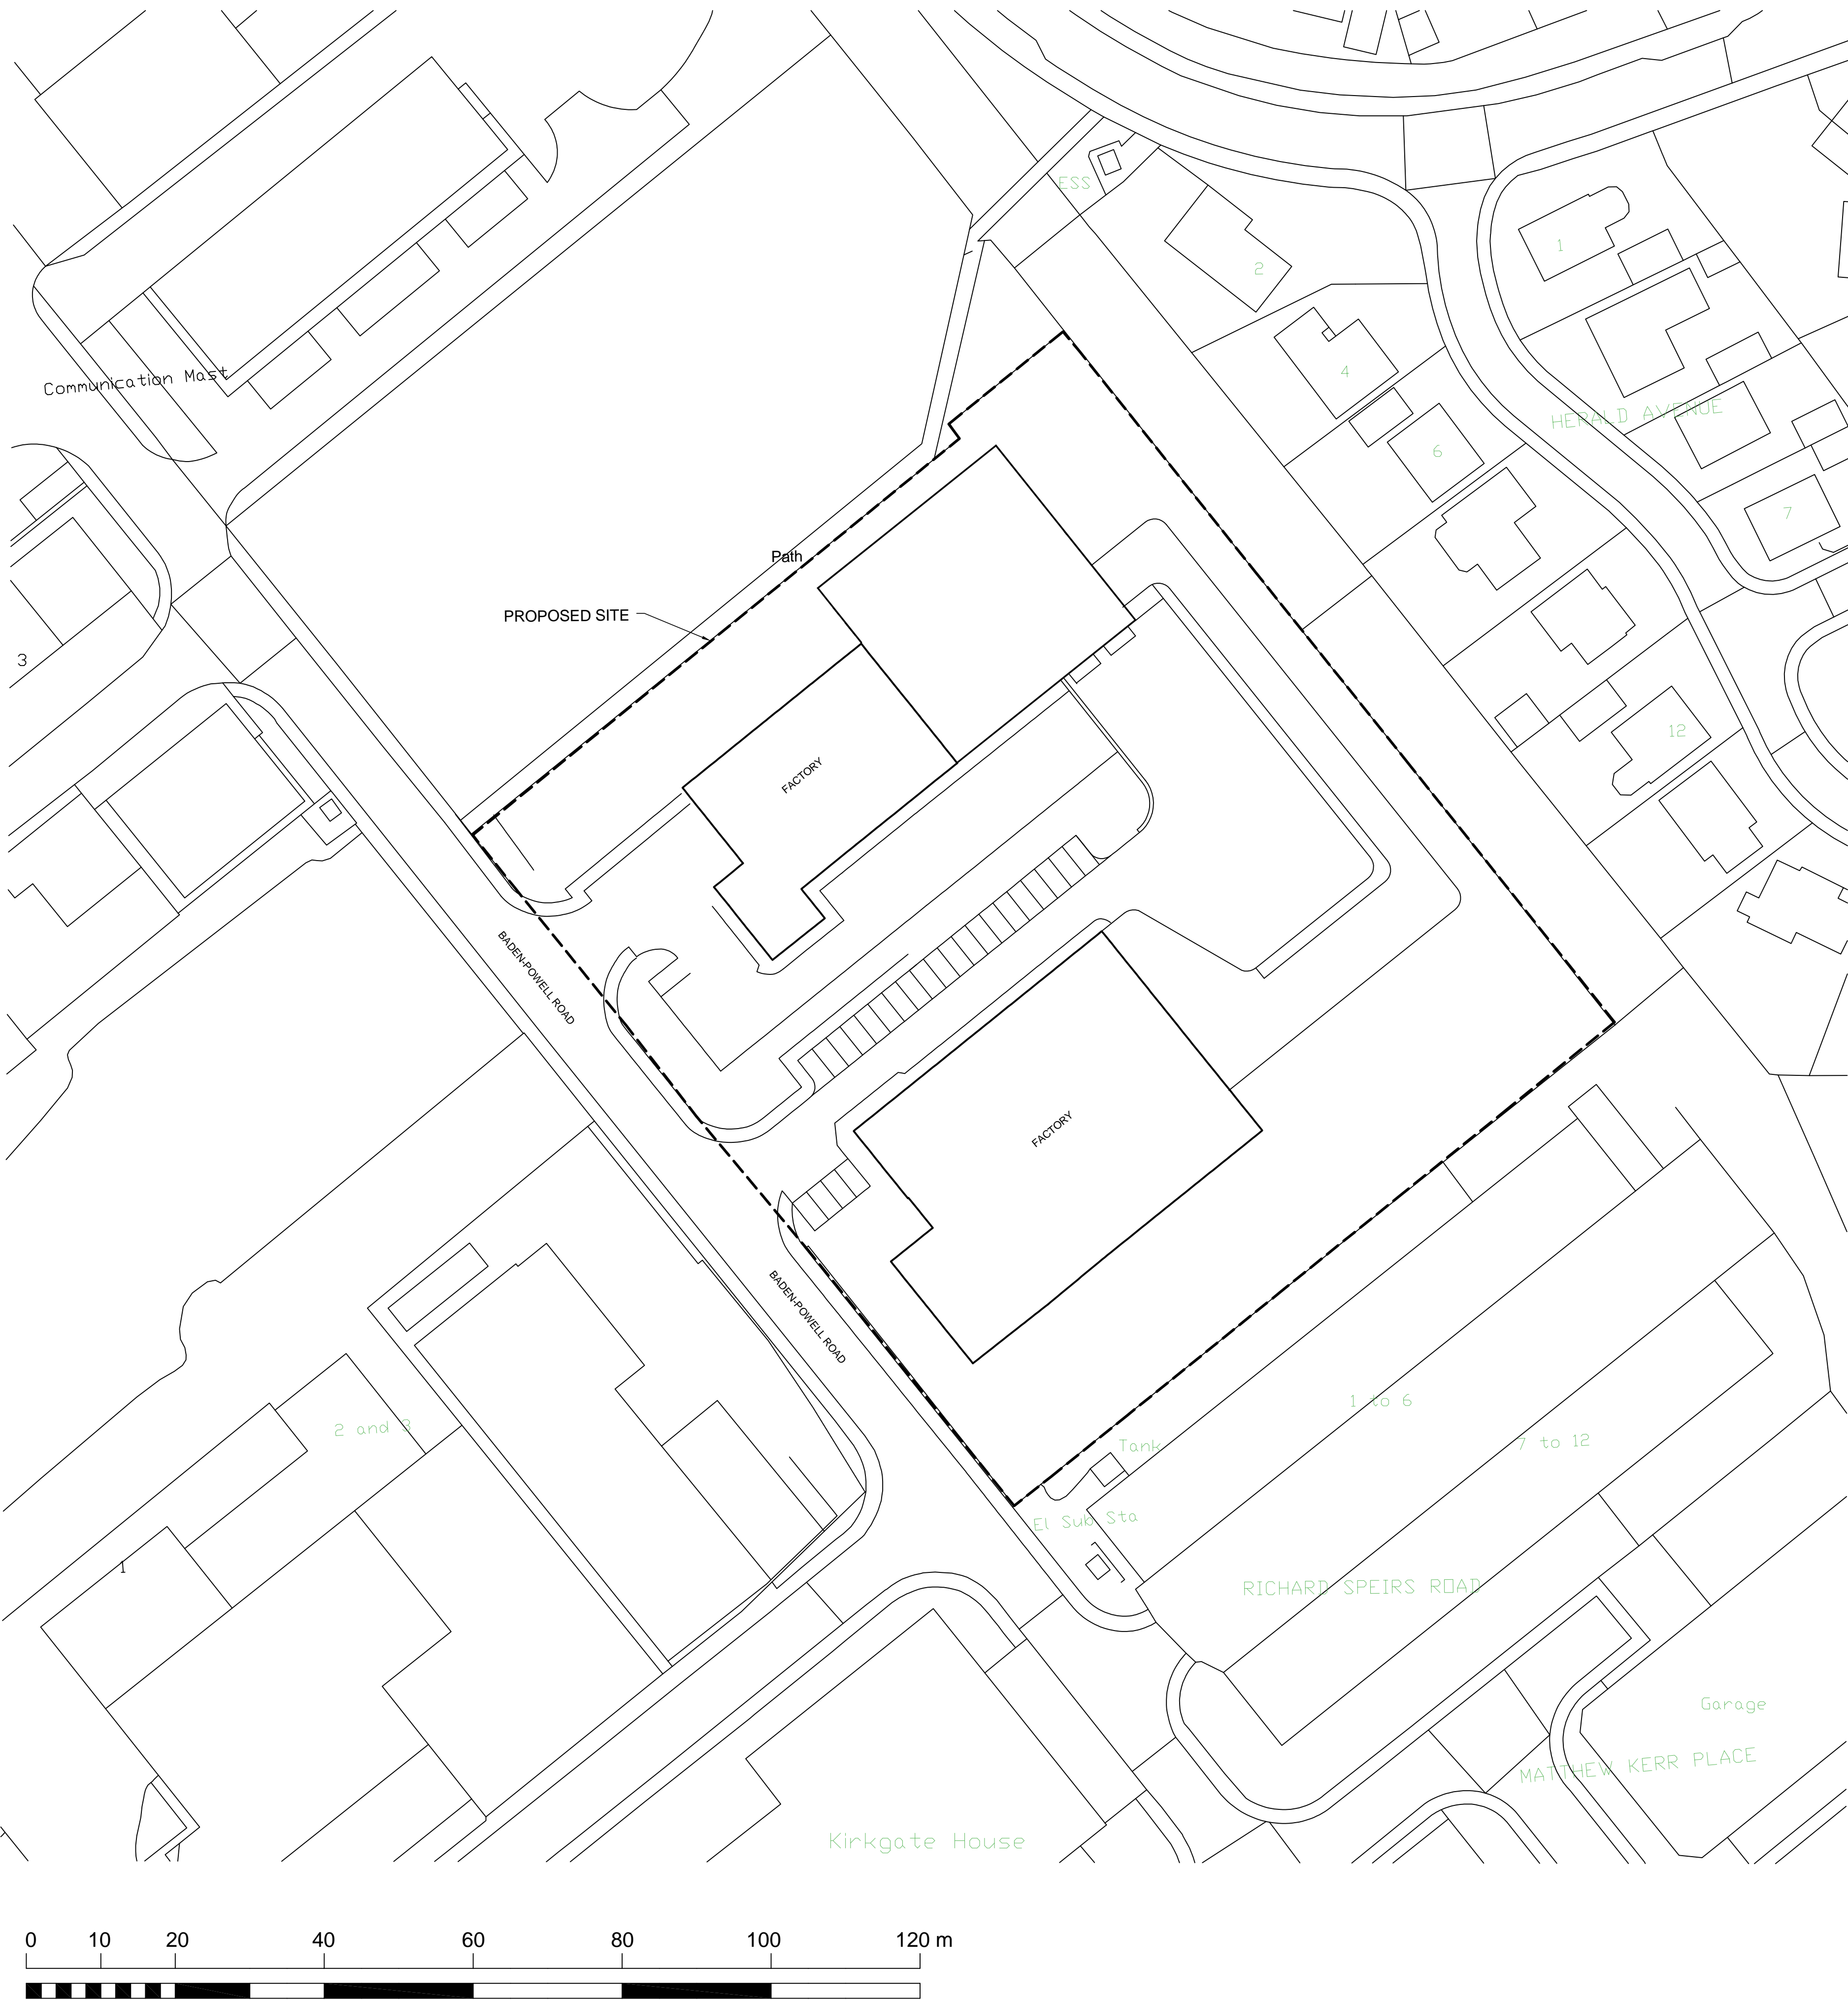 ESS
1
2
Communication Mast
4
HERALD AVENUE
6
7
Path
PROPOSED SITE
3
12
FACTORY
BADEN-POWELL ROAD
FACTORY
BADEN-POWELL ROAD
1 to 6
2 and 3
7 to 12
Tank
El Sub Sta
1
RICHARD SPEIRS ROAD
Garage
MATTHEW KERR PLACE
Kirkgate House
0 10 20 40 60 80 100 120 m